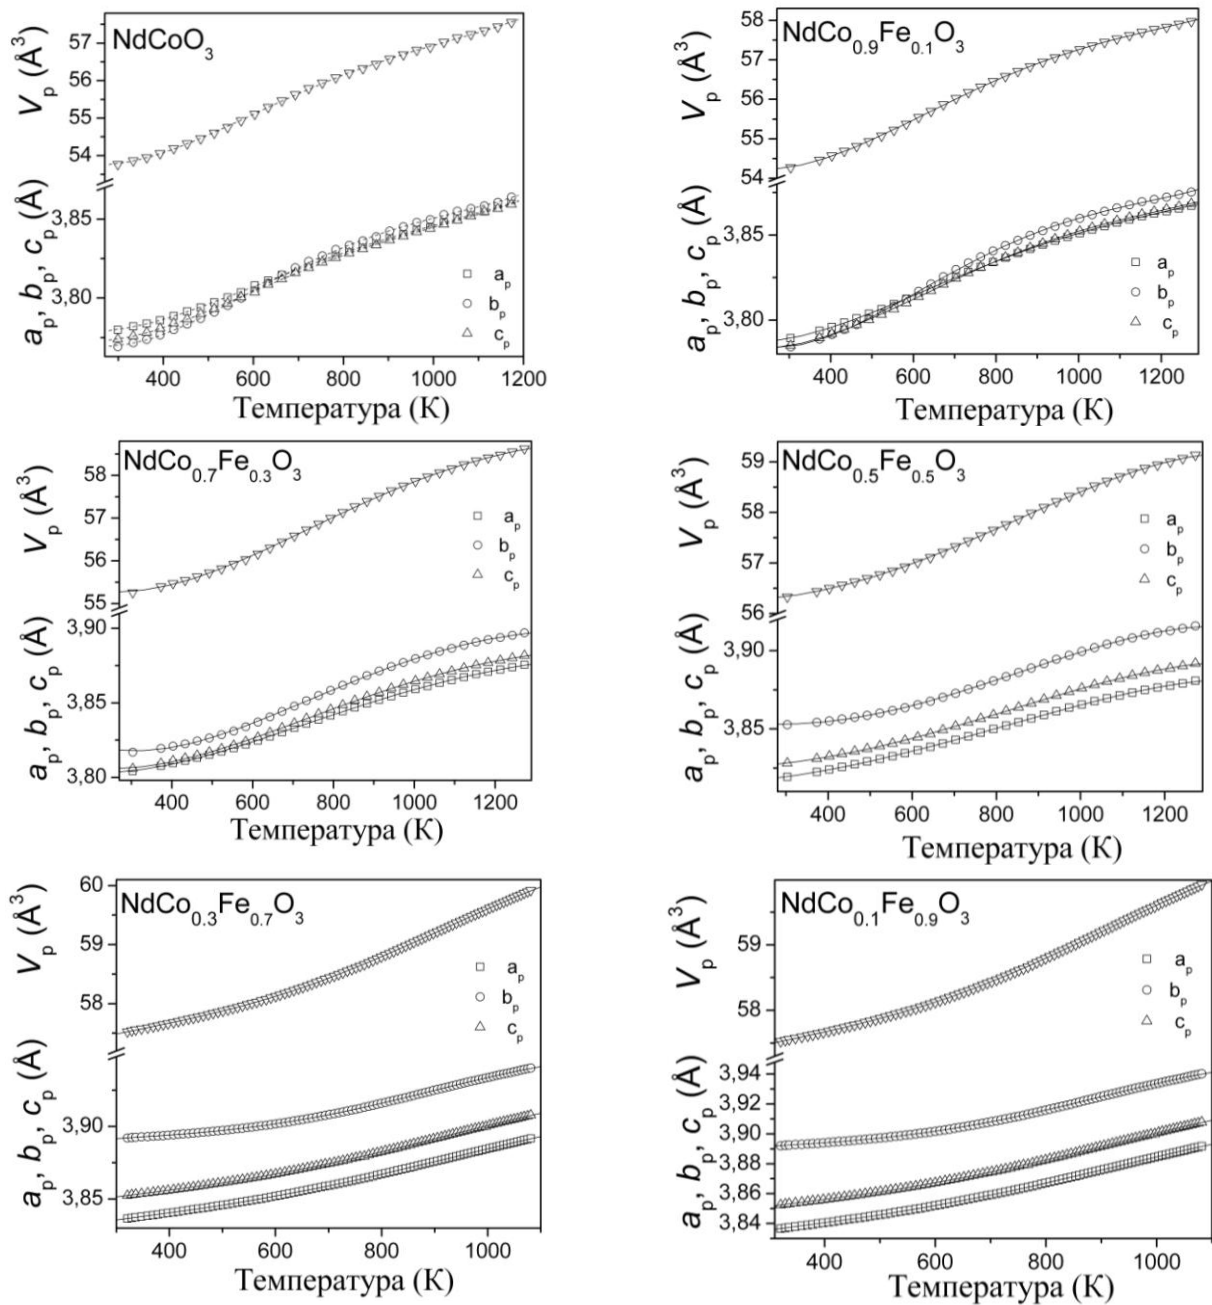 NdCoO3
Vp (Å3)
57
56
55
54
ap, bp, cp (Å)
3,85
3,80
ap
bp
cp
400 600 800 1000 1200
Температура (К)
NdCo0.9Fe0.1O3
Vp (Å3)
58
57
56
55
54
ap, bp, cp (Å)
3,85
3,80
ap
bp
cp
400 600 800 1000 1200
Температура (К)
NdCo0.7Fe0.3O3
Vp (Å3)
58
57
56
55
ap
bp
cp
ap, bp, cp (Å)
3,90
3,85
3,80
400 600 800 1000 1200
Температура (К)
NdCo0.5Fe0.5O3
Vp (Å3)
59
58
57
56
ap
bp
cp
ap, bp, cp (Å)
3,90
3,85
400 600 800 1000 1200
Температура (К)
NdCo0.3Fe0.7O3
Vp (Å3)
60
59
58
ap
bp
cp
ap, bp, cp (Å)
3,90
3,85
400 600 800 1000
Температура (К)
NdCo0.1Fe0.9O3
Vp (Å3)
59
58
ap
bp
cp
ap, bp, cp (Å)
3,94
3,92
3,90
3,88
3,86
3,84
400 600 800 1000
Температура (К)